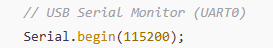 // USB Serial Monitor (UART0)
Serial.begin(115200);